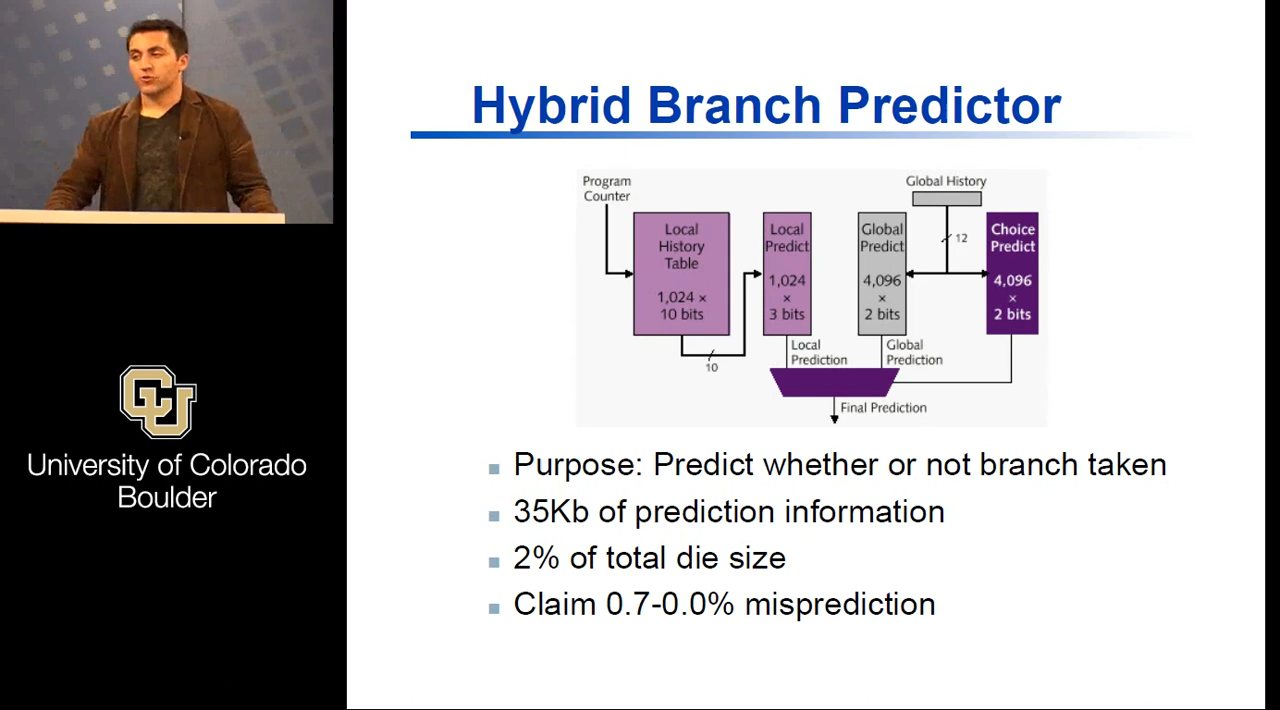 Hybrid Branch Predictor
Program
Counter
Global History
Local
History
Table
1,024 ×
10 bits
Local
Predict
1,024
×
3 bits
Global
Predict
4,096
×
2 bits
12
Choice
Predict
4,096
×
2 bits
10
Local
Prediction
Global
Prediction
Final Prediction
Purpose: Predict whether or not branch taken
35Kb of prediction information
2% of total die size
Claim 0.7-0.0% misprediction
CU
University of Colorado
Boulder